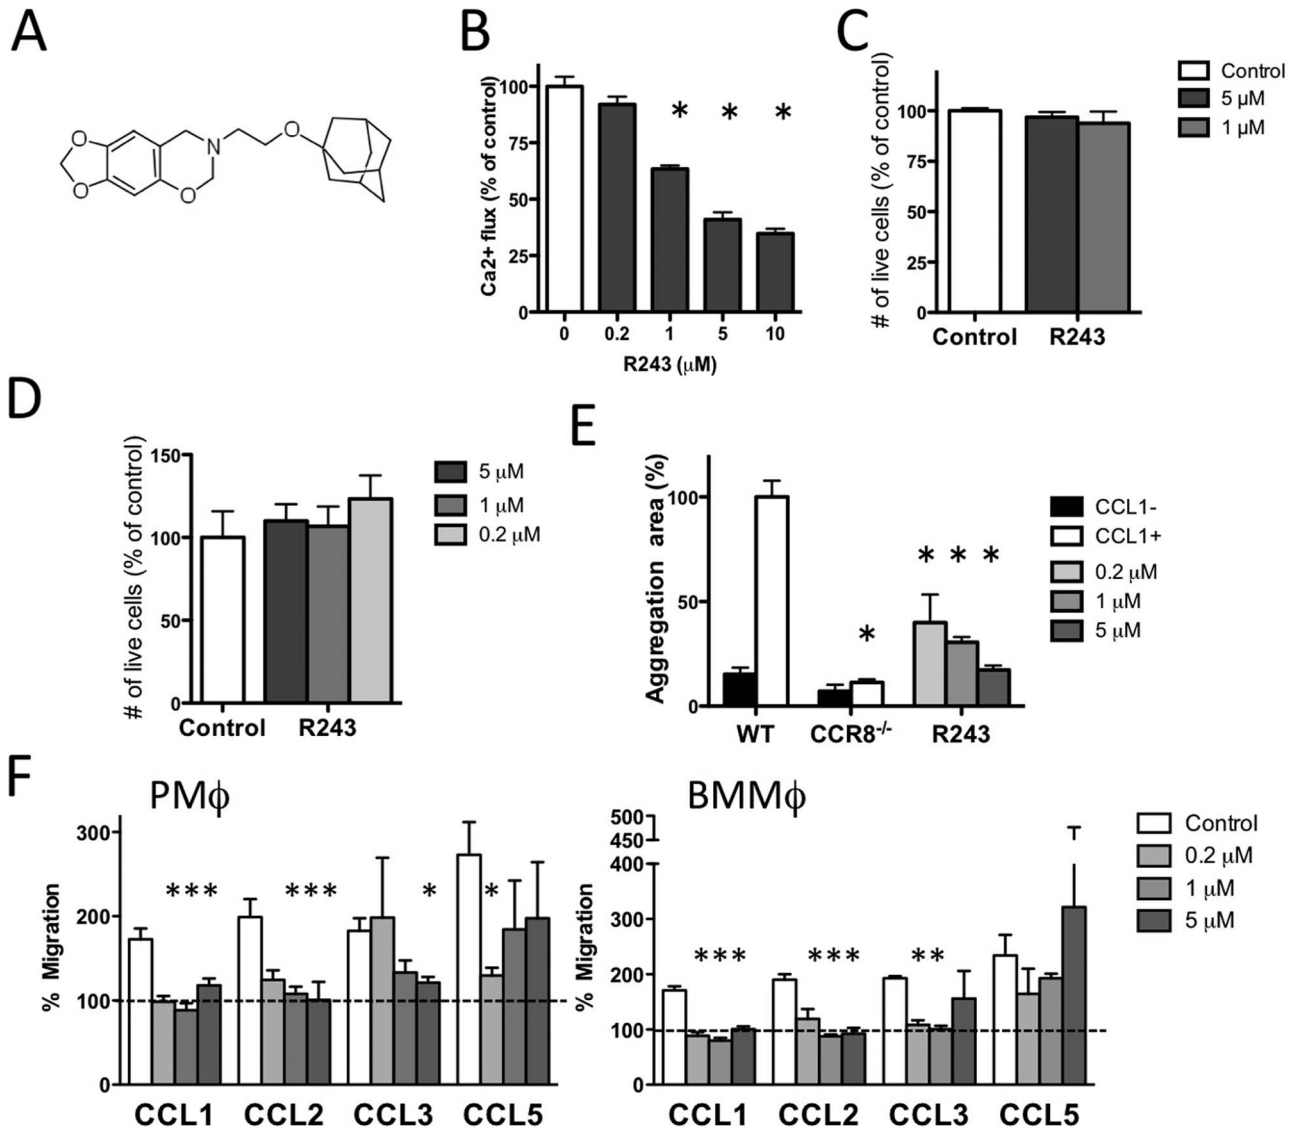 A
O
O
N
O
O
B
Ca2+ flux (% of control)
100
75
50
25
0
* * *
0 0.2 1 5 10
R243 (μM)
C
# of live cells (% of control)
100
75
50
25
0
Control R243
Control
5 μM
1 μM
D
# of live cells (% of control)
150
100
50
0
Control R243
5 μM
1 μM
0.2 μM
E
Aggregation area (%)
100
50
0
* * * *
WT CCR8-/- R243
CCL1-
CCL1+
0.2 μM
1 μM
5 μM
F
PMϕ
% Migration
300
200
100
0
*** *** * *
CCL1 CCL2 CCL3 CCL5
BMMϕ
% Migration
500
450
400
300
200
100
0
*** *** **
CCL1 CCL2 CCL3 CCL5
Control
0.2 μM
1 μM
5 μM